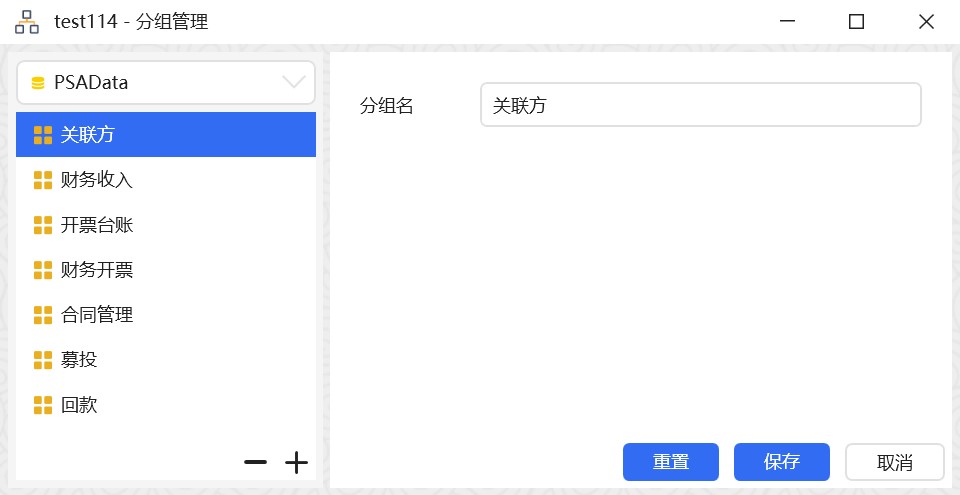 test114 - 分组管理
PSAData
关联方
财务收入
开票台账
财务开票
合同管理
募投
回款
分组名
关联方
重置
保存
取消